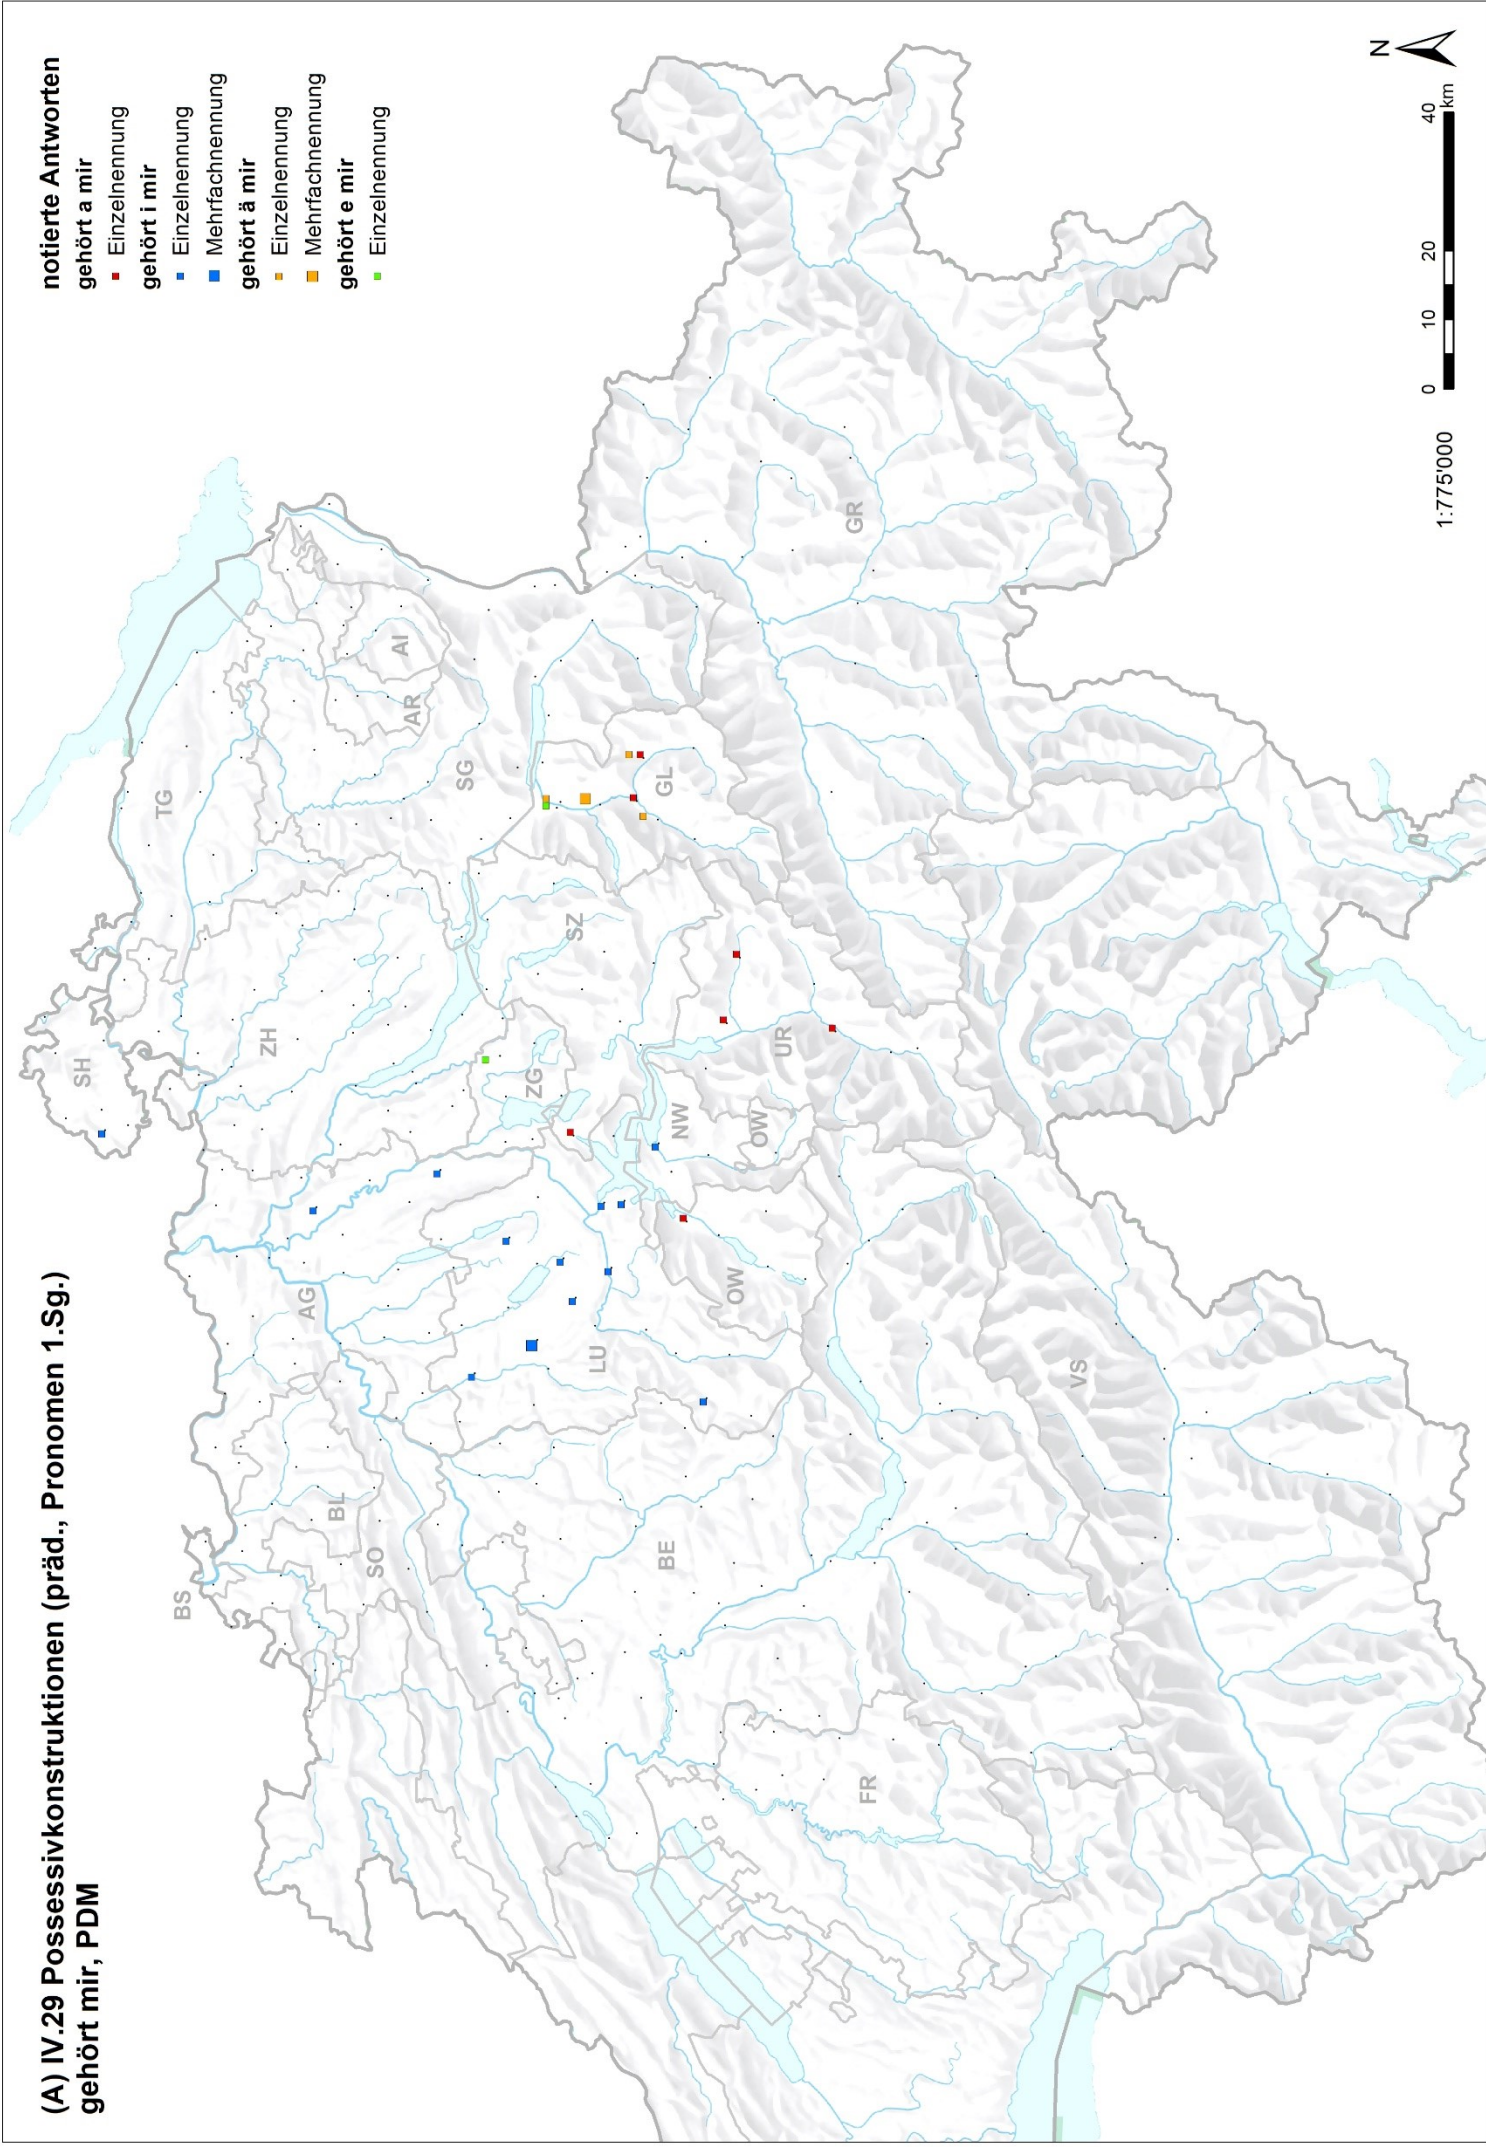 (A) IV.29 Possessivkonstruktionen (präd., Pronomen 1.Sg.)
gehört mir, PDM
notierte Antworten
gehört a mir
Einzelnennung
gehört i mir
Einzelnennung
Mehrfachnennung
gehört ä mir
Einzelnennung
Mehrfachnennung
gehört e mir
Einzelnennung
BS
SH
TG
BL
AG
ZH
SO
AI
AR
SG
ZG
SZ
LU
GL
BE
NW
OW
OW
UR
FR
GR
VS
N
1:775'000
0 10 20 40
km